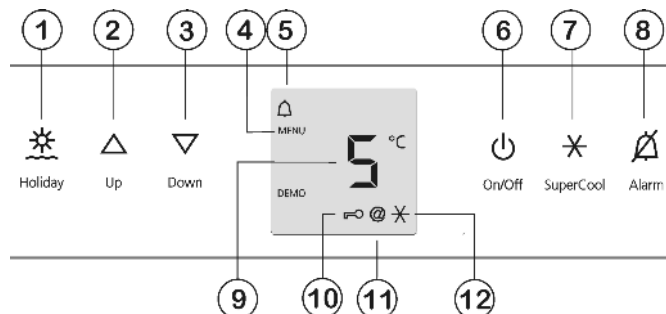 1 2 3 4 5 6 7 8
MENU
5 °C
Holiday Up Down On/Off SuperCool Alarm
DEMO
@
9 10 11 12